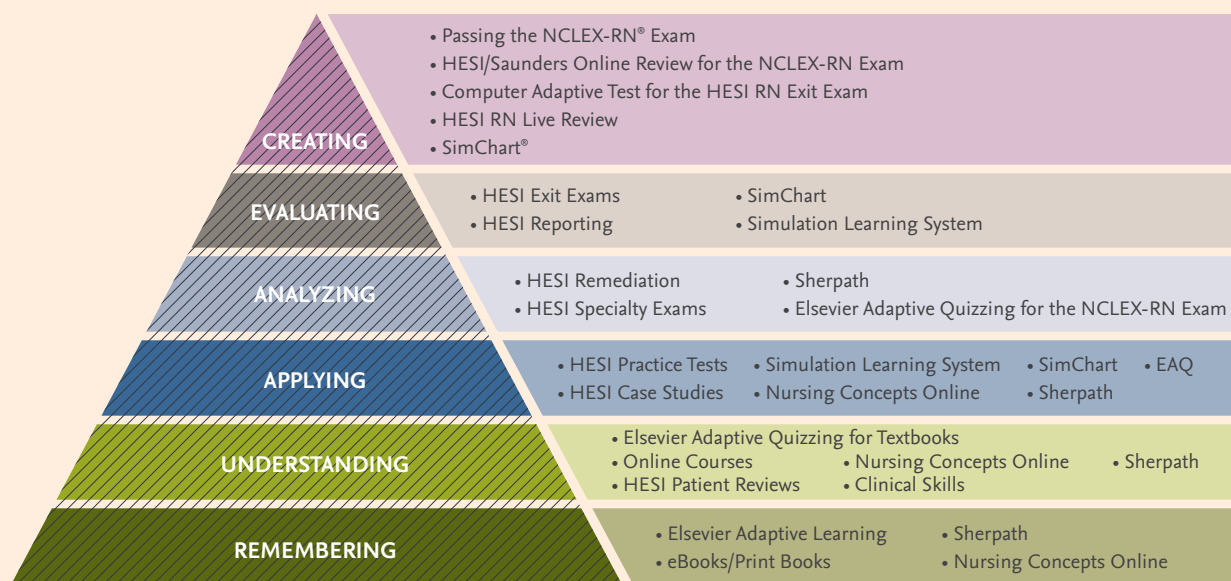 • Passing the NCLEX-RN® Exam
• HESI/Saunders Online Review for the NCLEX-RN Exam
• Computer Adaptive Test for the HESI RN Exit Exam
• HESI RN Live Review
• SimChart®
CREATING
• HESI Exit Exams • SimChart
• HESI Reporting • Simulation Learning System
EVALUATING
• HESI Remediation • Sherpath
• HESI Specialty Exams • Elsevier Adaptive Quizzing for the NCLEX-RN Exam
ANALYZING
• HESI Practice Tests • Simulation Learning System • SimChart • EAQ
• HESI Case Studies • Nursing Concepts Online • Sherpath
APPLYING
• Elsevier Adaptive Quizzing for Textbooks
• Online Courses • Nursing Concepts Online • Sherpath
• HESI Patient Reviews • Clinical Skills
UNDERSTANDING
• Elsevier Adaptive Learning • Sherpath
• eBooks/Print Books • Nursing Concepts Online
REMEMBERING